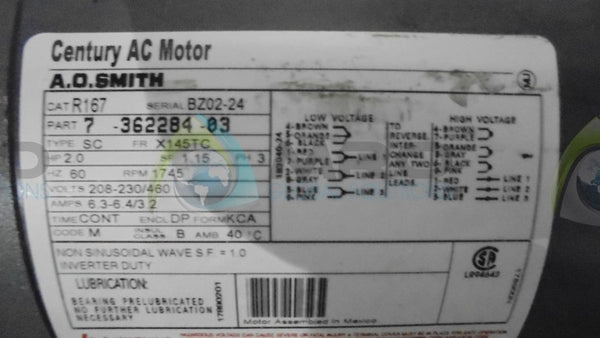 Century AC Motor
A.O.SMITH
CAT R167 SERIAL BZ02-24
PART 7 -362284 -03
TYPE SC FR X145TC
HP 2.0 SF 1.15 PH 3
HZ 60 RPM 1745
VOLTS 208-230/460
AMPS 6.3-6.4/3.2
TIME CONT ENCL DP FORM KCA
CODE M INSUL CLASS B AMB 40 °C
NON SINUSOIDAL WAVE S.F. = 1.0
INVERTER DUTY
LUBRICATION:
BEARING PRELUBRICATED
NO FURTHER LUBRICATION
NECESSARY
17860201
LOW VOLTAGE
4-BROWN
5-ORANGE
6-BLACK
1-RED
7-PURPLE LINE 1
2-WHITE
8-GRAY LINE 2
3-BLUE
9-PINK LINE 3
TO
REVERSE,
INTER-
CHANGE
ANY TWO
LINE
LEADS.
HIGH VOLTAGE
4-BROWN
7-PURPLE
5-ORANGE
8-GRAY
6-BLACK
9-PINK
1-RED LINE 1
2-WHITE LINE 2
3-BLUE LINE 3
SA
LR94643
Motor Assembled in Mexico